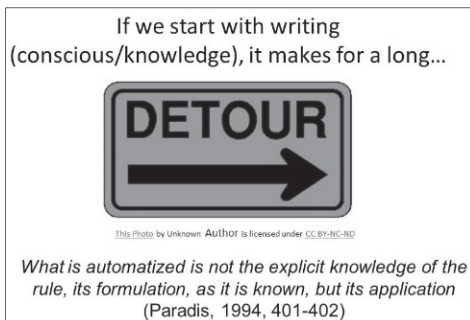 If we start with writing
(conscious/knowledge), it makes for a long…
DETOUR
This Photo by Unknown Author is licensed under CC BY-NC-ND
What is automatized is not the explicit knowledge of the
rule, its formulation, as it is known, but its application
(Paradis, 1994, 401-402)